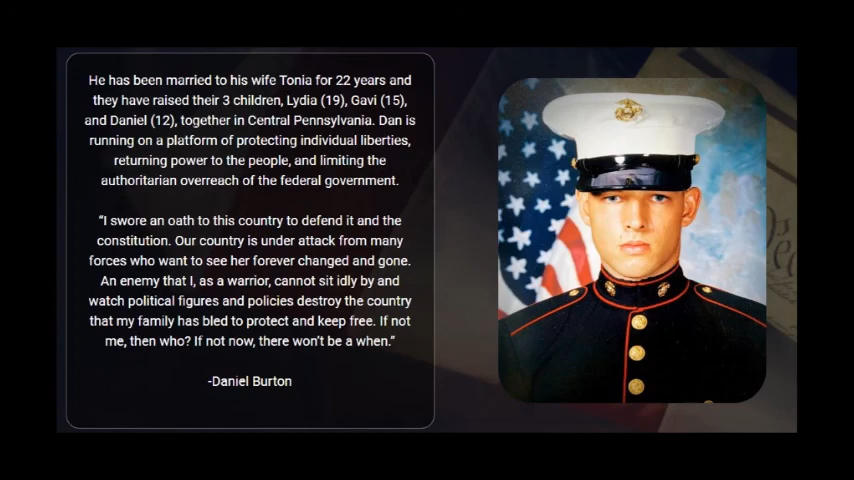 He has been married to his wife Tonia for 22 years and
they have raised their 3 children, Lydia (19), Gavi (15),
and Daniel (12), together in Central Pennsylvania. Dan is
running on a platform of protecting individual liberties,
returning power to the people, and limiting the
authoritarian overreach of the federal government.
“I swore an oath to this country to defend it and the
constitution. Our country is under attack from many
forces who want to see her forever changed and gone.
An enemy that I, as a warrior, cannot sit idly by and
watch political figures and policies destroy the country
that my family has bled to protect and keep free. If not
me, then who? If not now, there won’t be a when.”
-Daniel Burton